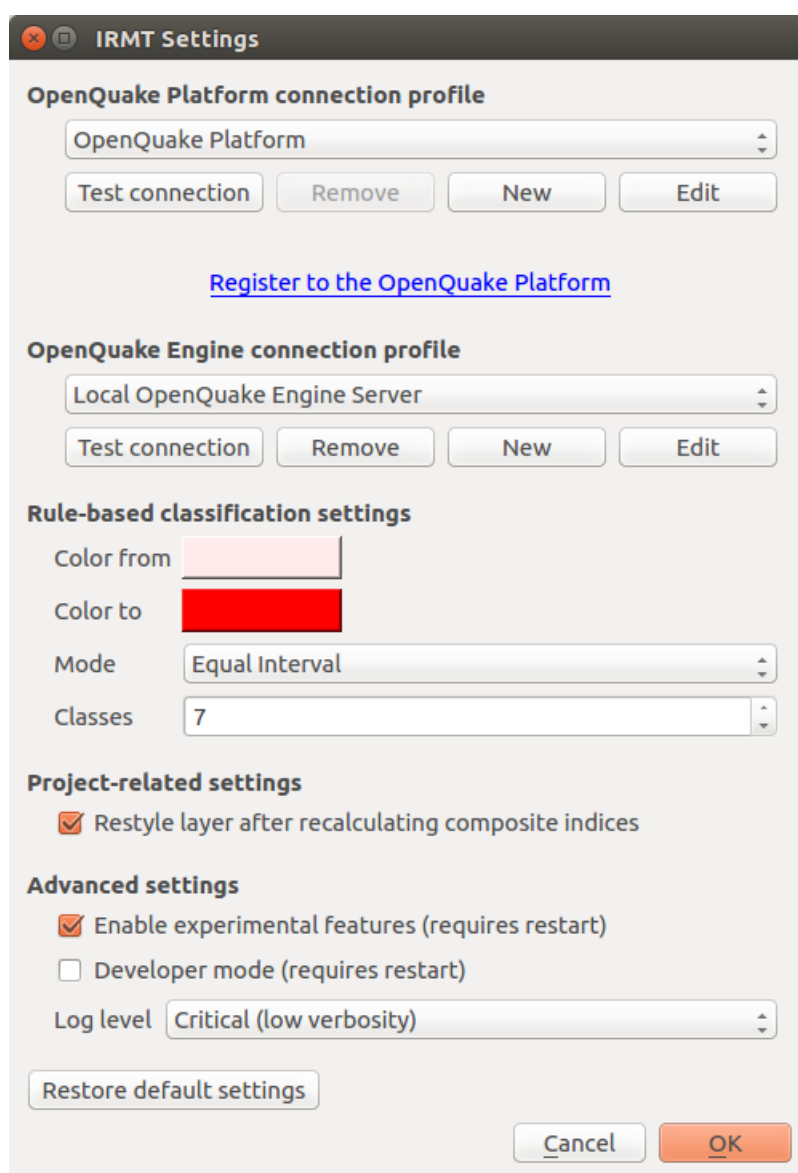 IRMT Settings
OpenQuake Platform connection profile
OpenQuake Platform
Test connection Remove New Edit
Register to the OpenQuake Platform
OpenQuake Engine connection profile
Local OpenQuake Engine Server
Test connection Remove New Edit
Rule-based classification settings
Color from
Color to
Mode Equal Interval
Classes 7
Project-related settings
Restyle layer after recalculating composite indices
Advanced settings
Enable experimental features (requires restart)
Developer mode (requires restart)
Log level Critical (low verbosity)
Restore default settings
Cancel OK